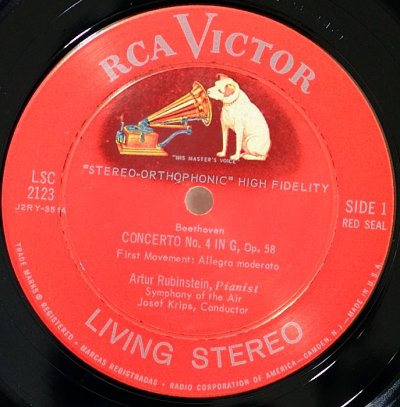 RCA VICTOR
"HIS MASTER'S VOICE"
"STEREO-ORTHOPHONIC" HIGH FIDELITY
LSC
2123
SIDE 1
RED SEAL
Beethoven
CONCERTO No. 4 IN G, Op. 58
First Movement: Allegro moderato
Artur Rubinstein, Pianist
Symphony of the Air
Josef Krips, Conductor
LIVING STEREO
TRADE MARKS ® REGISTERED • MARCAS REGISTRADAS • RADIO CORPORATION OF AMERICA—CAMDEN, N. J.—MADE IN U.S.A.